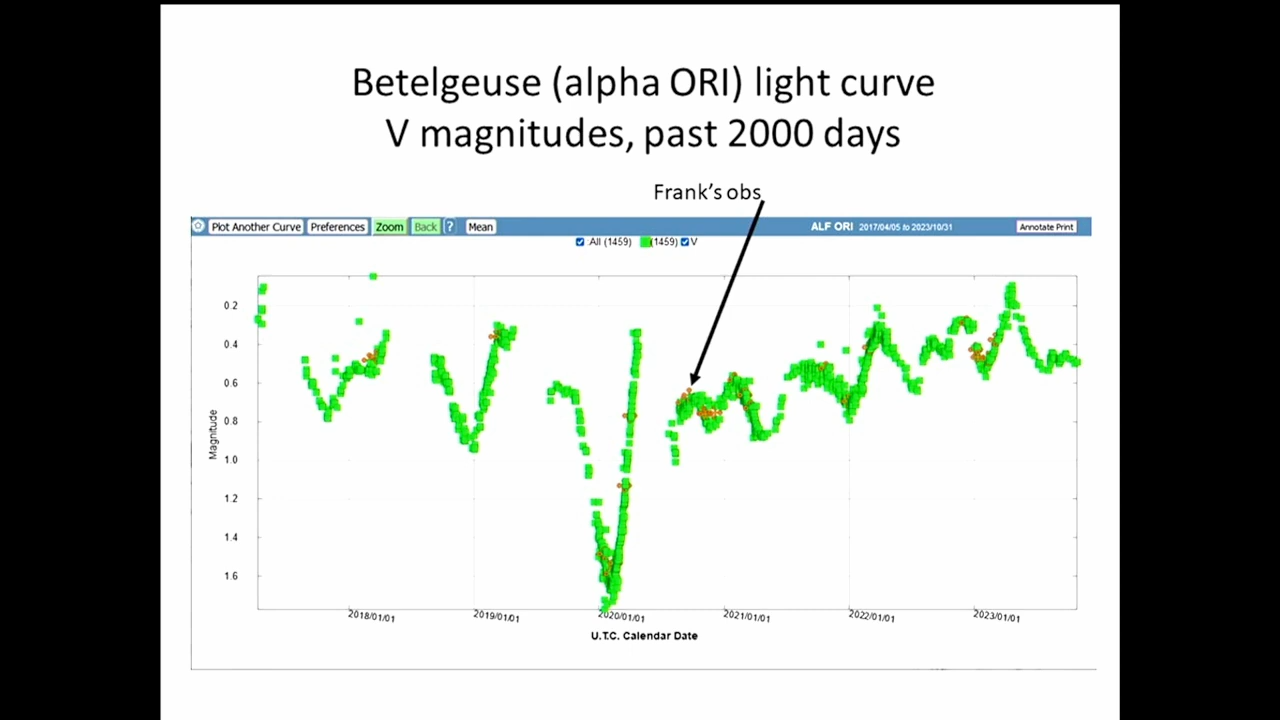 Betelgeuse (alpha ORI) light curve
V magnitudes, past 2000 days
Frank's obs
Plot Another Curve Preferences Zoom Back ? Mean ALF ORI 2017/04/05 to 2023/10/31 Annotate Print
All (1459) (1459) V
0.2
0.4
0.6
0.8
1.0
1.2
1.4
1.6
Magnitude
2018/01/01 2019/01/01 2020/01/01 2021/01/01 2022/01/01 2023/01/01
U.T.C. Calendar Date